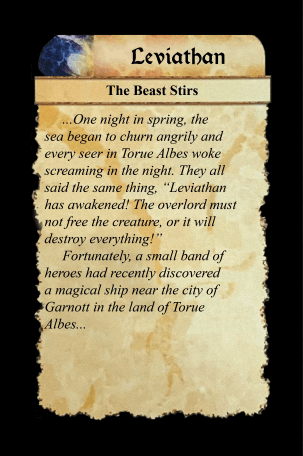 Leviathan
The Beast Stirs
...One night in spring, the
sea began to churn angrily and
every seer in Torue Albes woke
screaming in the night. They all
said the same thing, “Leviathan
has awakened! The overlord must
not free the creature, or it will
destroy everything!”
Fortunately, a small band of
heroes had recently discovered
a magical ship near the city of
Garnott in the land of Torue
Albes...